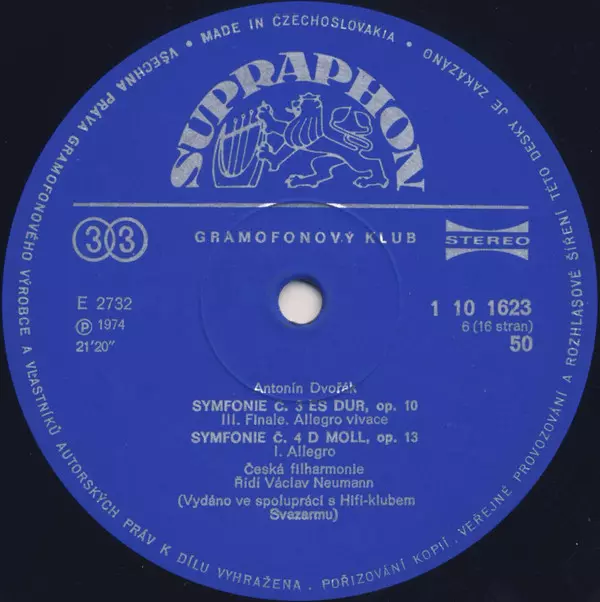 VŠECHNA PRÁVA GRAMOFONOVÉHO VÝROBCE A VLASTNÍKŮ AUTORSKÝCH PRÁV K DÍLU VYHRAŽENA. POŘIZOVÁNÍ KOPIÍ, VEŘEJNÉ PROVOZOVÁNÍ A ROZHLASOVÉ ŠÍŘENÍ TÉTO DESKY JE ZAKÁZÁNO
• MADE IN CZECHOSLOVAKIA •
SUPRAPHON
33
GRAMOFONOVÝ KLUB
STEREO
E 2732
℗ 1974
21'20"
1 10 1623
6 (16 stran)
50
Antonín Dvořák
SYMFONIE Č. 3 ES DUR, op. 10
III. Finale. Allegro vivace
SYMFONIE Č. 4 D MOLL, op. 13
I. Allegro
Česká filharmonie
Řídí Václav Neumann
(Vydáno ve spolupráci s Hifi-klubem
Svazarmu)